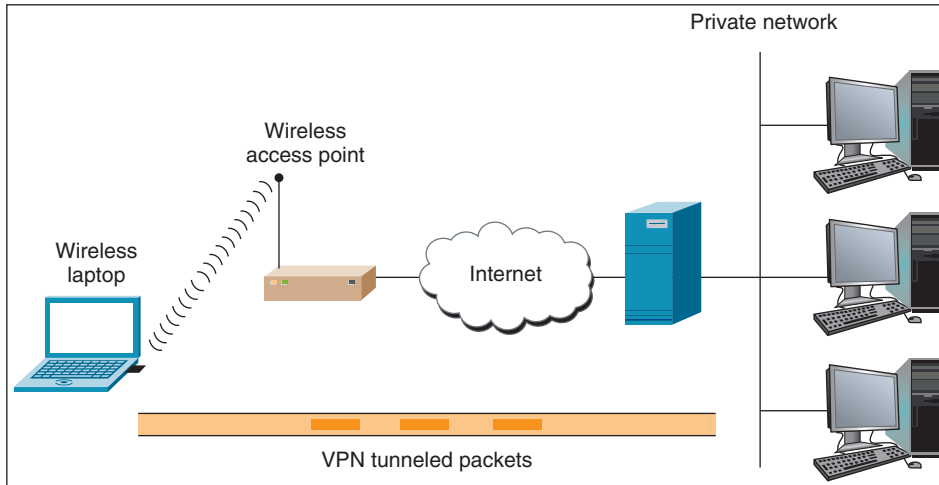 Private network
Wireless
access point
Wireless
laptop
Internet
VPN tunneled packets